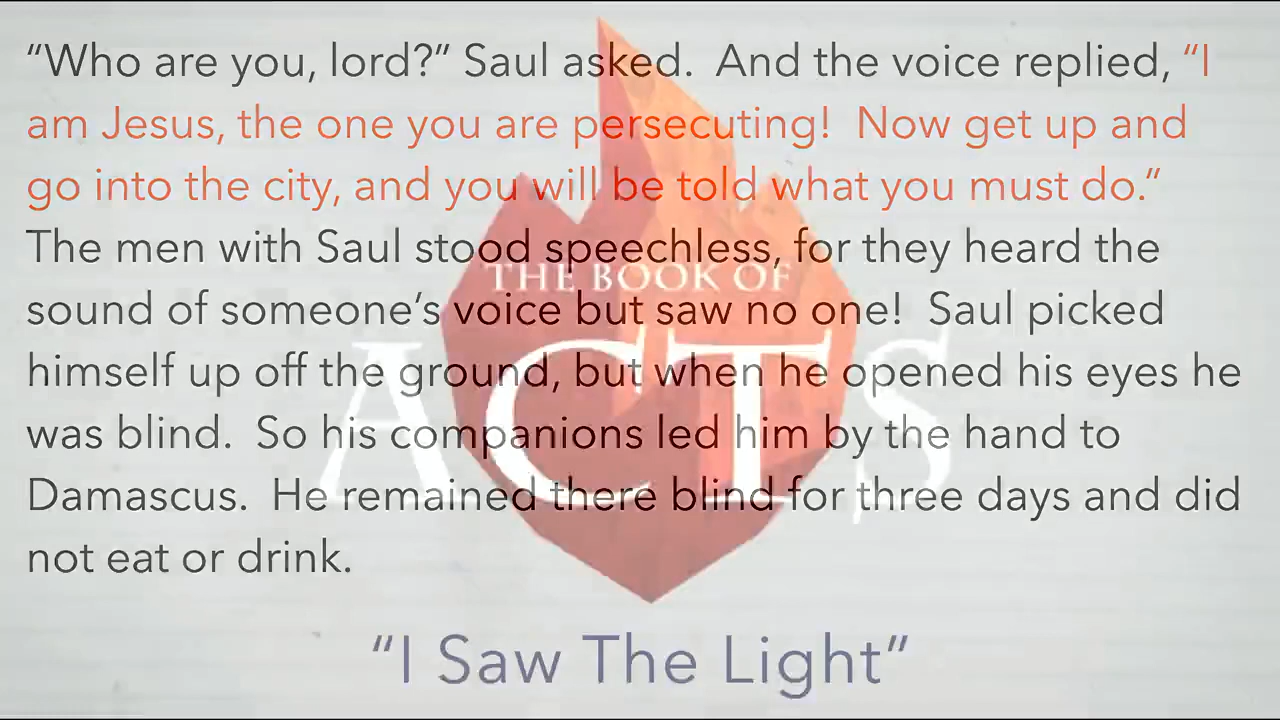 “Who are you, lord?” Saul asked.  And the voice replied, “I
am Jesus, the one you are persecuting!  Now get up and
go into the city, and you will be told what you must do.”
The men with Saul stood speechless, for they heard the
THE BOOK OF
sound of someone’s voice but saw no one!  Saul picked
himself up off the ground, but when he opened his eyes he
ACTS
was blind.  So his companions led him by the hand to
Damascus.  He remained there blind for three days and did
not eat or drink.
“I Saw The Light”